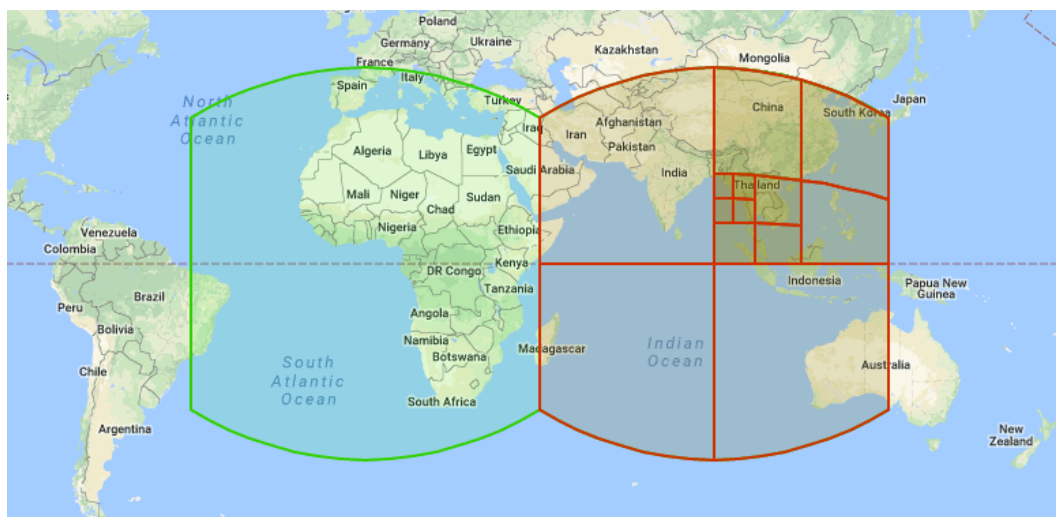 Poland
Germany
Ukraine
France
Kazakhstan
Mongolia
Spain
Italy
Turkey
Japan
North
Atlantic
Ocean
China
South Korea
Iraq
Iran
Afghanistan
Pakistan
Algeria
Libya
Egypt
Saudi Arabia
India
Thailand
Mali
Niger
Sudan
Chad
Nigeria
Ethiopia
Venezuela
Colombia
DR Congo
Kenya
Tanzania
Indonesia
Papua New
Guinea
Brazil
Peru
Angola
Bolivia
Namibia
Botswana
Madagascar
Indian
Ocean
Chile
South
Atlantic
Ocean
Australia
South Africa
Argentina
New
Zealand